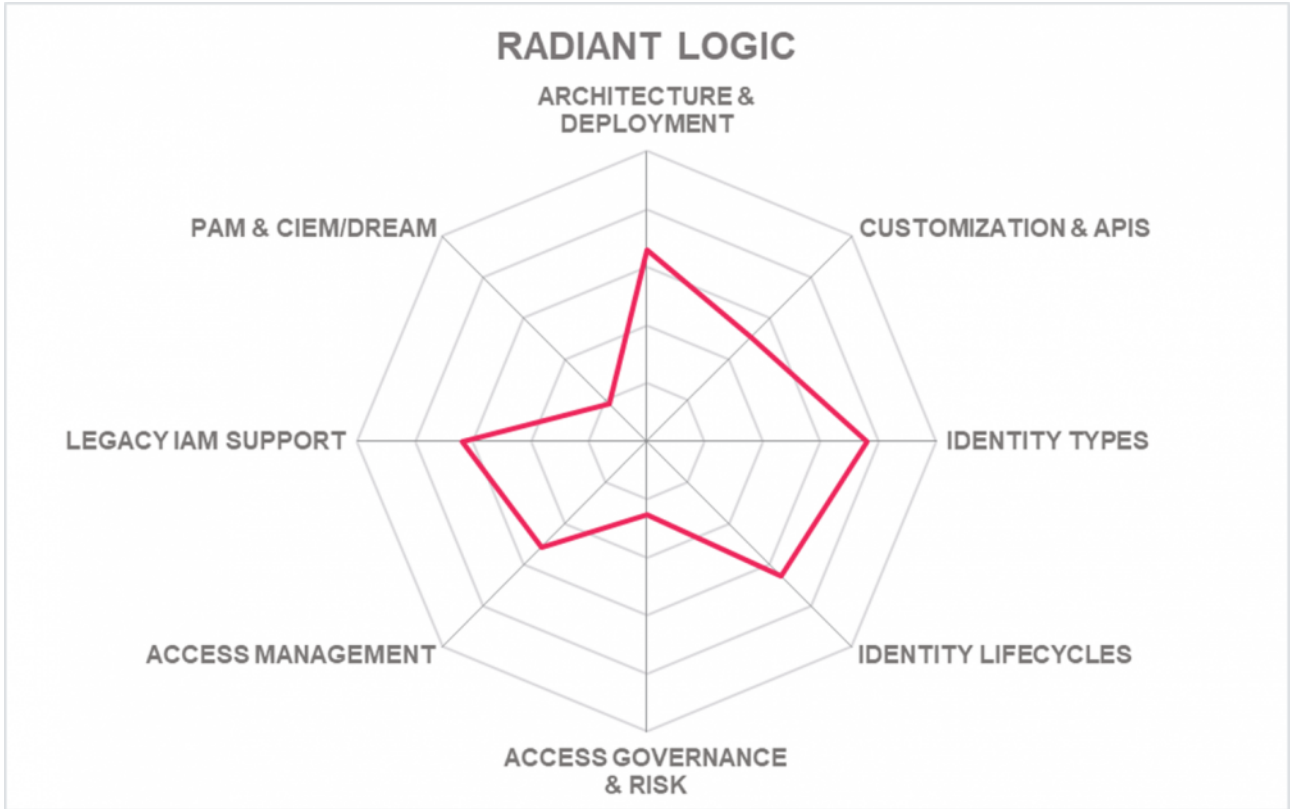 RADIANT LOGIC
ARCHITECTURE &
DEPLOYMENT
PAM & CIEM/DREAM
CUSTOMIZATION & APIS
LEGACY IAM SUPPORT
IDENTITY TYPES
ACCESS MANAGEMENT
IDENTITY LIFECYCLES
ACCESS GOVERNANCE
& RISK